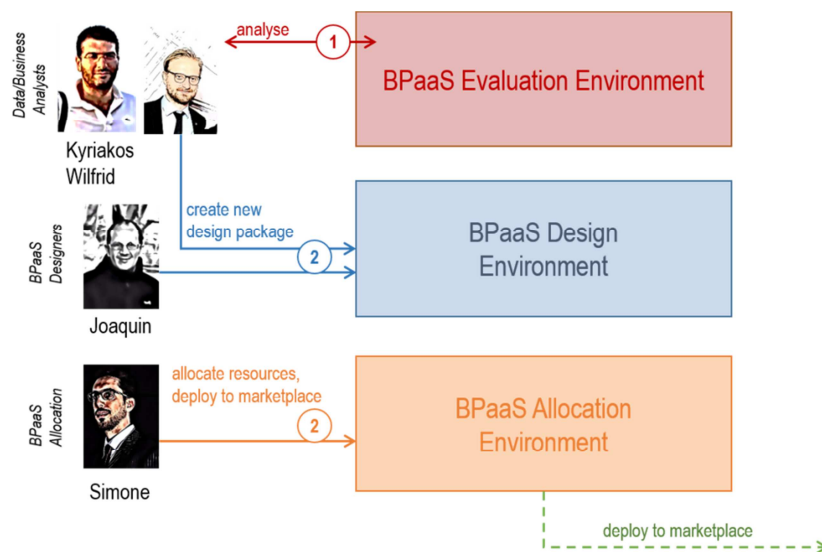 Data/Business
Analysts
Kyriakos
Wilfrid
analyse
1
BPaaS Evaluation Environment
BPaaS
Designers
Joaquin
create new
design package
2
BPaaS Design
Environment
BPaaS
Allocation
Simone
allocate resources,
deploy to marketplace
2
BPaaS Allocation
Environment
deploy to marketplace